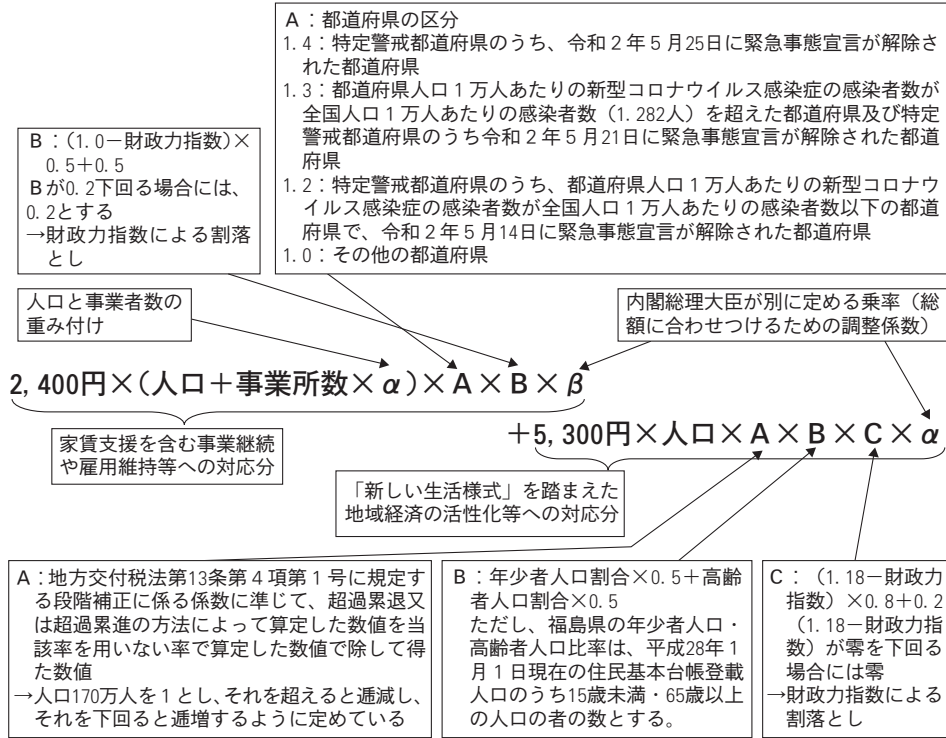 A：都道府県の区分
1.4：特定警戒都道府県のうち、令和２年５月25日に緊急事態宣言が解除さ
れた都道府県
1.3：都道府県人口１万人あたりの新型コロナウイルス感染症の感染者数が
全国人口１万人あたりの感染者数（1.282人）を超えた都道府県及び特定
警戒都道府県のうち令和２年５月21日に緊急事態宣言が解除された都道
府県
1.2：特定警戒都道府県のうち、都道府県人口１万人あたりの新型コロナウ
イルス感染症の感染者数が全国人口１万人あたりの感染者数以下の都道
府県で、令和２年５月14日に緊急事態宣言が解除された都道府県
1.0：その他の都道府県
B：(1.0－財政力指数)×
0.5＋0.5
Bが0.2下回る場合には、
0.2とする
→財政力指数による割落
とし
人口と事業者数の
重み付け
内閣総理大臣が別に定める乗率（総
額に合わせつけるための調整係数）
2,400円×(人口＋事業所数×α)×A×B×β
＋5,300円×人口×A×B×C×α
家賃支援を含む事業継続
や雇用維持等への対応分
「新しい生活様式」を踏まえた
地域経済の活性化等への対応分
A：地方交付税法第13条第４項第１号に規定す
る段階補正に係る係数に準じて、超過累退又
は超過累進の方法によって算定した数値を当
該率を用いない率で算定した数値で除して得
た数値
→人口170万人を１とし、それを超えると逓減し、
それを下回ると逓増するように定めている
B：年少者人口割合×0.5＋高齢
者人口割合×0.5
ただし、福島県の年少者人口・
高齢者人口比率は、平成28年１
月１日現在の住民基本台帳登載
人口のうち15歳未満・65歳以上
の人口の者の数とする。
C：（1.18－財政力
指数）×0.8＋0.2
（1.18－財政力指
数）が零を下回る
場合には零
→財政力指数による
割落とし